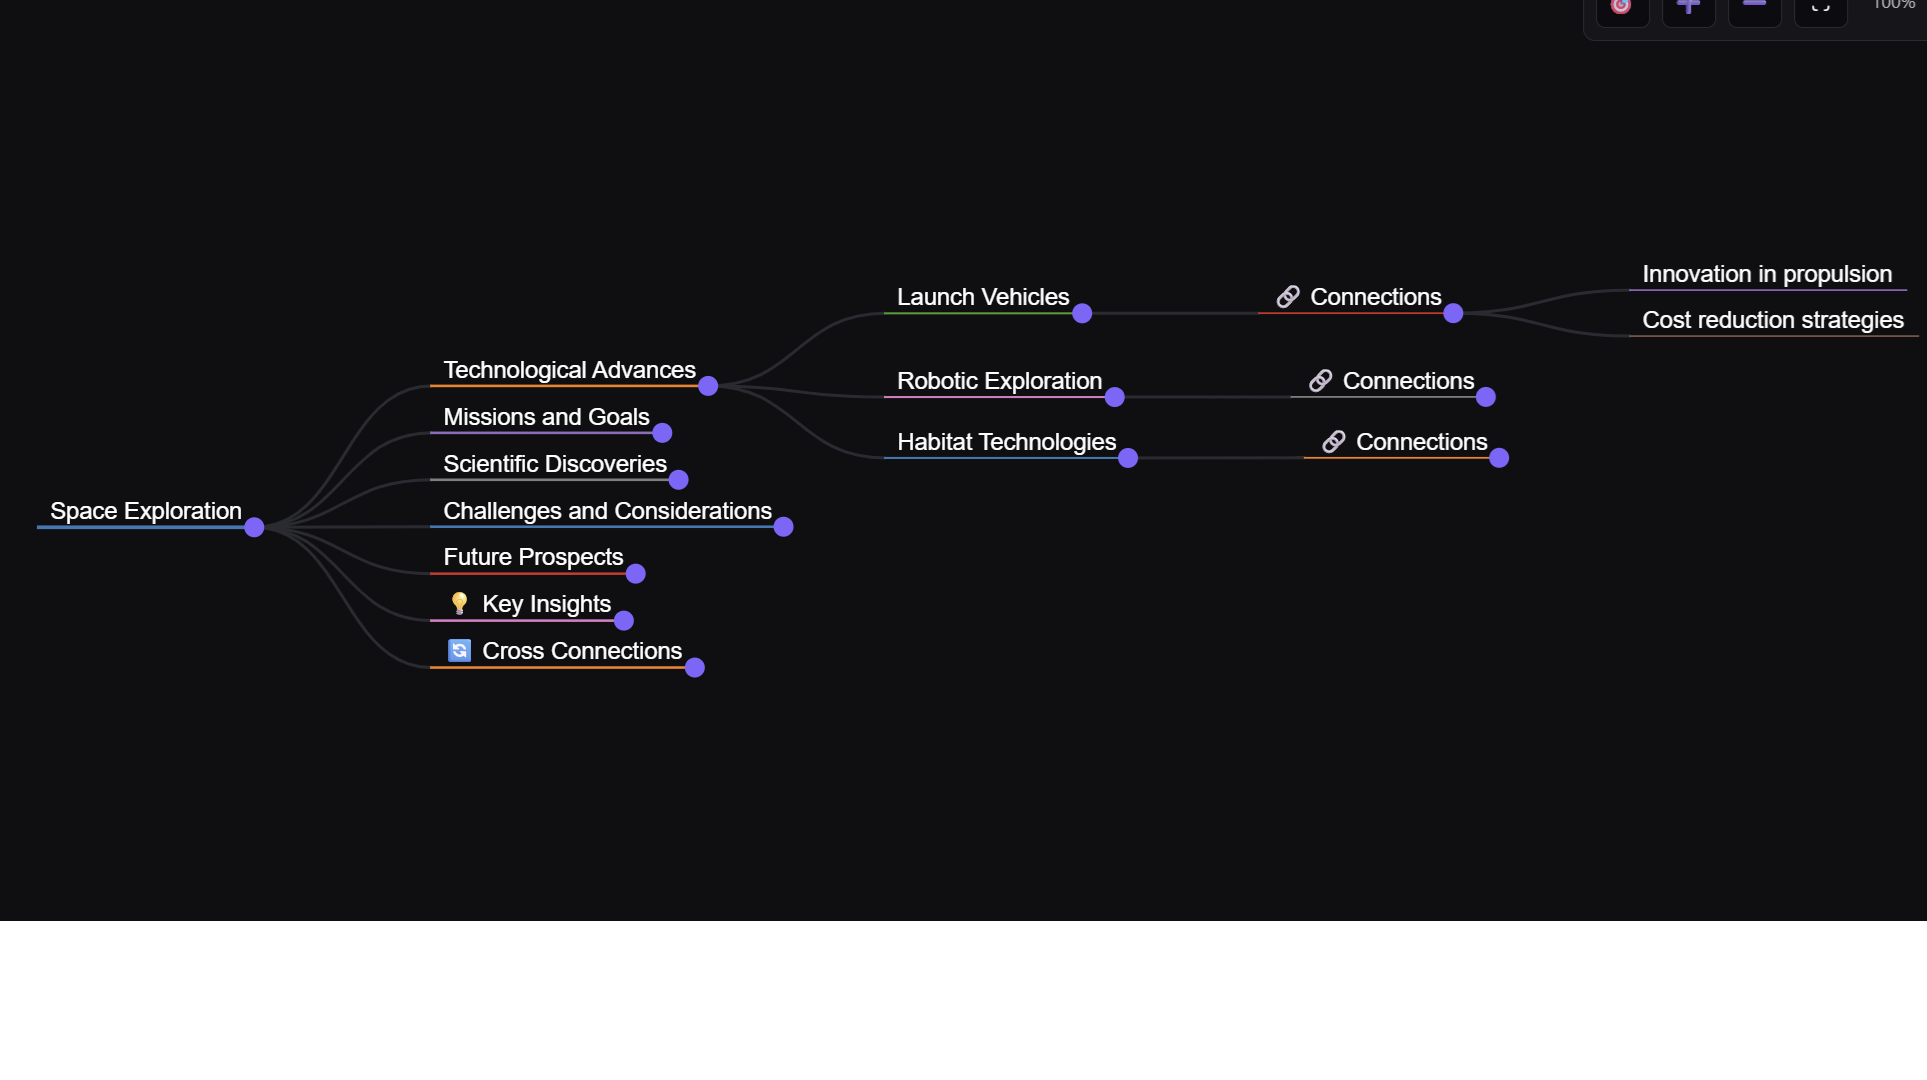 100%
Space Exploration
Technological Advances
Launch Vehicles
Connections
Innovation in propulsion
Cost reduction strategies
Robotic Exploration
Connections
Habitat Technologies
Connections
Missions and Goals
Scientific Discoveries
Challenges and Considerations
Future Prospects
Key Insights
Cross Connections